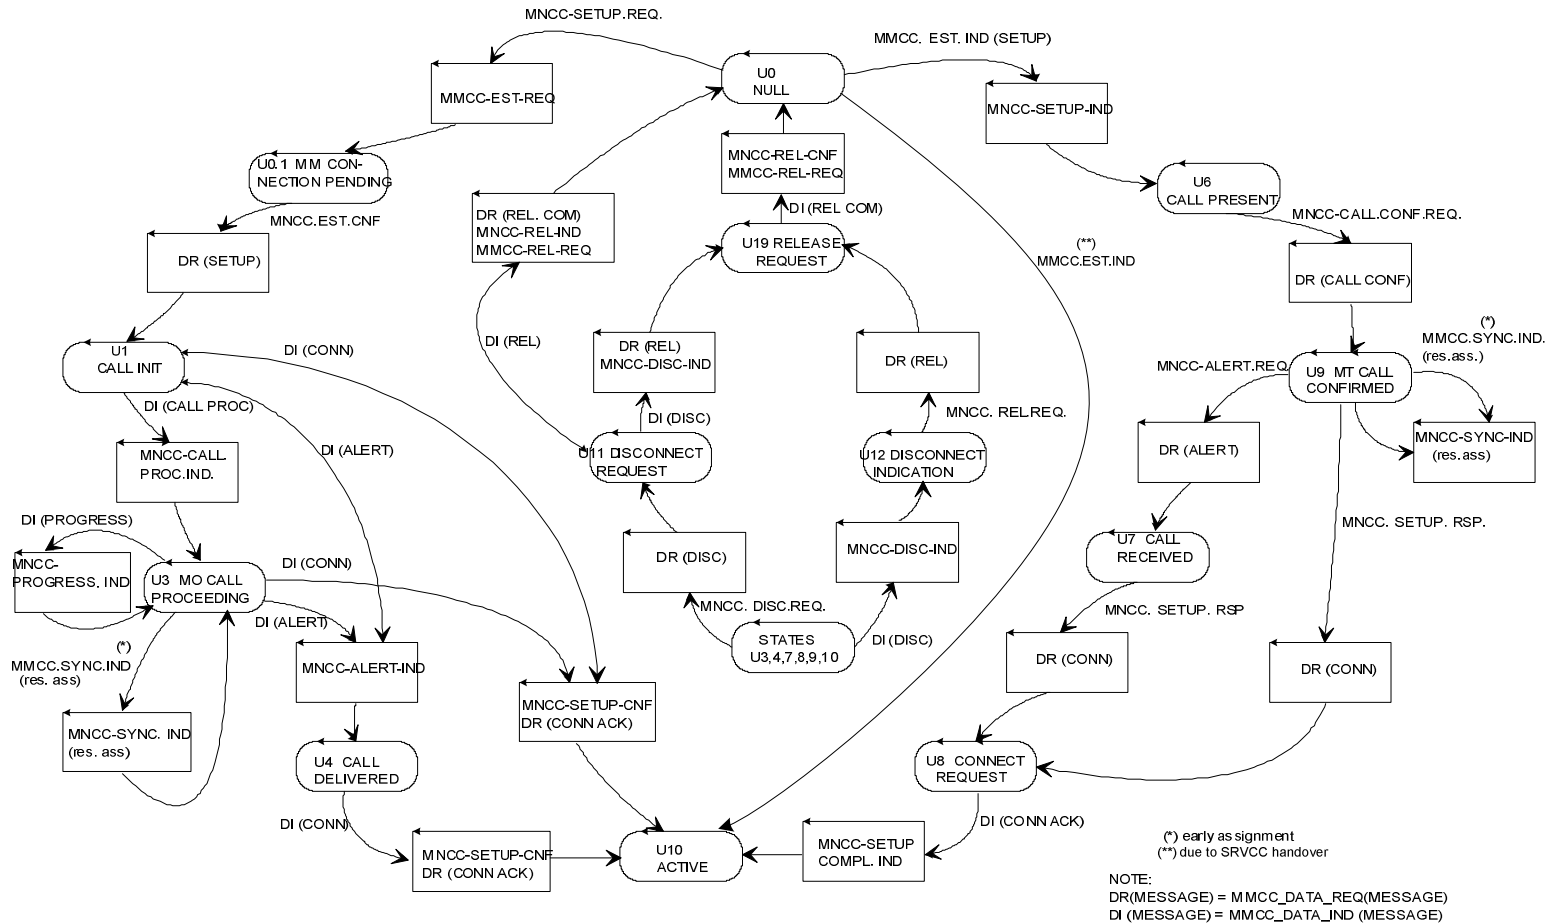 MNCC-SETUP.REQ.
MMCC. EST. IND (SETUP)
U0
NULL
MMCC-EST-REQ
MNCC-SETUP-IND
U0.1 MM CON-
NECTION PENDING
MNCC-REL-CNF
MMCC-REL-REQ
U6
CALL PRESENT
MNCC.EST.CNF
DR (REL. COM)
MNCC-REL-IND
MMCC-REL-REQ
DI (REL COM)
MNCC-CALL.CONF.REQ.
DR (SETUP)
U19 RELEASE
REQUEST
(**)
MMCC.EST.IND
DR (CALL CONF)
U1
CALL INIT
DI (CONN)
DI (REL)
DR (REL)
MNCC-DISC-IND
DR (REL)
(*)
MMCC.SYNC.IND.
(res.ass.)
MNCC-ALERT.REQ.
U9 MT CALL
CONFIRMED
DI (CALL PROC)
DI (DISC)
MNCC. REL.REQ.
MNCC-CALL.
PROC.IND.
DI (ALERT)
U11 DISCONNECT
REQUEST
U12 DISCONNECT
INDICATION
DR (ALERT)
MNCC-SYNC-IND
(res.ass)
DI (PROGRESS)
MNCC. SETUP. RSP.
MNCC-
PROGRESS. IND
U3 MO CALL
PROCEEDING
DI (CONN)
DR (DISC)
MNCC-DISC-IND
U7 CALL
RECEIVED
DI (ALERT)
MNCC. DISC.REQ.
DI (DISC)
MNCC. SETUP. RSP
(*)
MMCC.SYNC.IND
(res. ass)
MNCC-ALERT-IND
STATES
U3,4,7,8,9,10
DR (CONN)
DR (CONN)
MNCC-SYNC. IND
(res. ass)
MNCC-SETUP-CNF
DR (CONN ACK)
U4 CALL
DELIVERED
U8 CONNECT
REQUEST
DI (CONN)
DI (CONN ACK)
MNCC-SETUP-CNF
DR (CONN ACK)
U10
ACTIVE
MNCC-SETUP
COMPL. IND
(*) early assignment
(**) due to SRVCC handover
NOTE:
DR(MESSAGE) = MMCC_DATA_REQ(MESSAGE)
DI (MESSAGE) = MMCC_DATA_IND (MESSAGE)